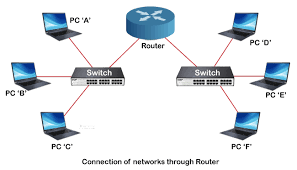 PC 'A'
PC 'D'
Router
Switch
Switch
PC 'B'
PC 'E'
PC 'C'
PC 'F'
Connection of networks through Router